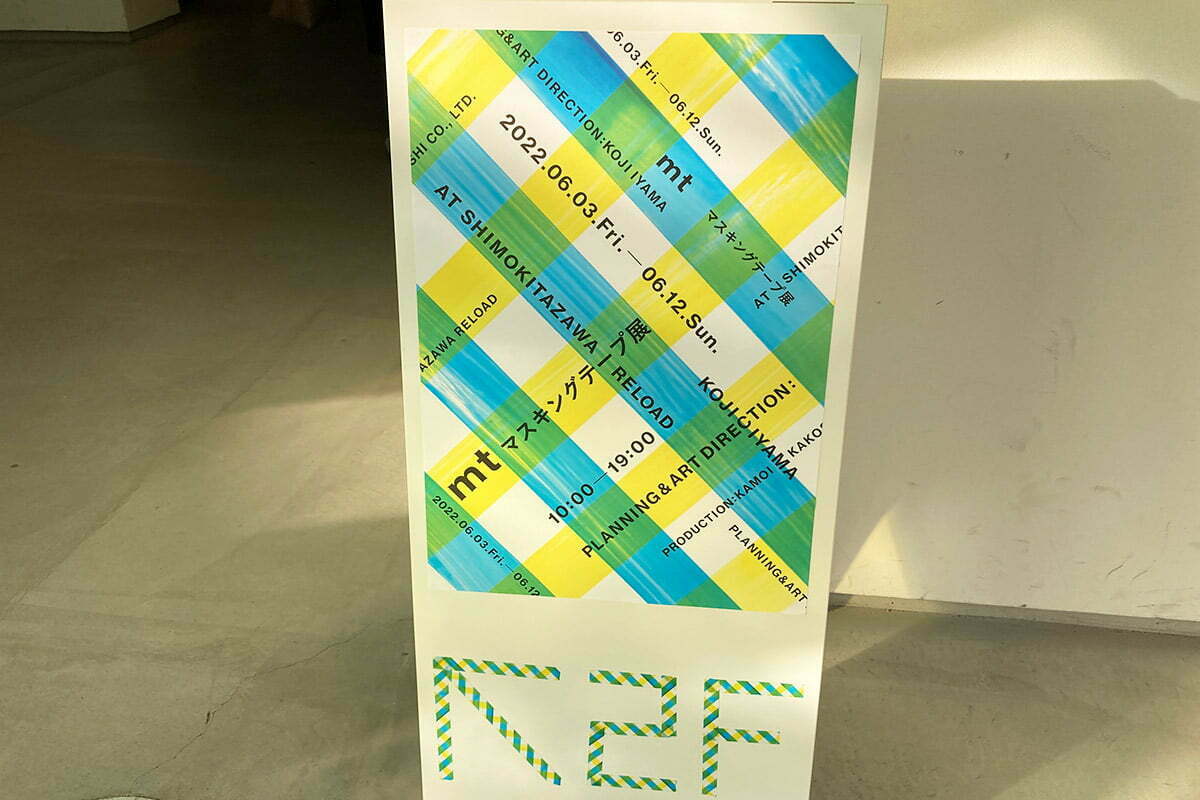 G&ART DIRECTION:KOJI IYAMA
06.03.Fri.—06.12.Sun.
SHI CO., LTD.
mt
マスキングテープ展
AT SHIMOKIT
2022.06.03.Fri.—06.12.Sun.
AT SHIMOKITAZAWA | RELOAD
AZAWA RELOAD
mt マスキングテープ展
10:00—19:00
PLANNING&ART DIRECTION:
KOJI IYAMA
PRODUCTION:KAMOI KAKOS
PLANNING&ART
2022.06.03.Fri.—06.12
2F